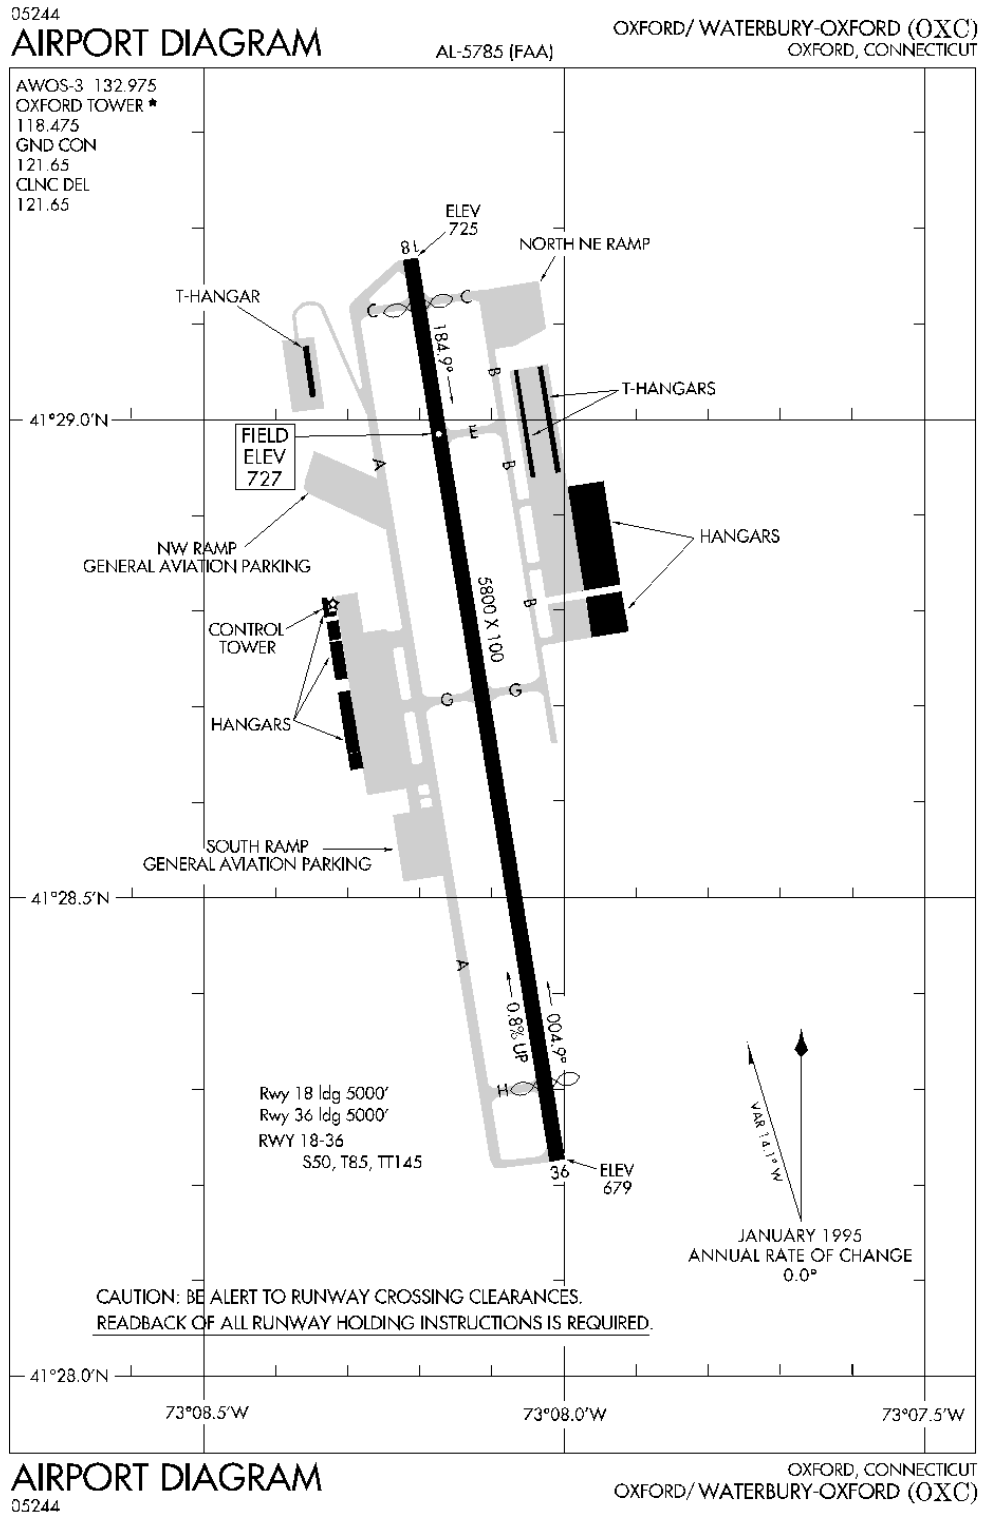 05244
AIRPORT DIAGRAM
AL-5785 (FAA)
OXFORD/ WATERBURY-OXFORD (OXC)
OXFORD, CONNECTICUT
AWOS-3 132.975
OXFORD TOWER *
118.475
GND CON
121.65
CLNC DEL
121.65
ELEV
725
18
NORTH NE RAMP
T-HANGAR
C
C
184.9°
B
T-HANGARS
41°29.0'N
FIELD
ELEV
727
E
A
B
NW RAMP
GENERAL AVIATION PARKING
HANGARS
5800 X 100
B
CONTROL
TOWER
G
G
HANGARS
SOUTH RAMP
GENERAL AVIATION PARKING
41°28.5'N
A
0.8% UP
004.9°
H
VAR 14.1° W
Rwy 18 ldg 5000'
Rwy 36 ldg 5000'
RWY 18-36
S50, T85, TT145
36
ELEV
679
JANUARY 1995
ANNUAL RATE OF CHANGE
0.0°
CAUTION: BE ALERT TO RUNWAY CROSSING CLEARANCES.
READBACK OF ALL RUNWAY HOLDING INSTRUCTIONS IS REQUIRED.
41°28.0'N
73°08.5'W
73°08.0'W
73°07.5'W
AIRPORT DIAGRAM
05244
OXFORD, CONNECTICUT
OXFORD/ WATERBURY-OXFORD (OXC)